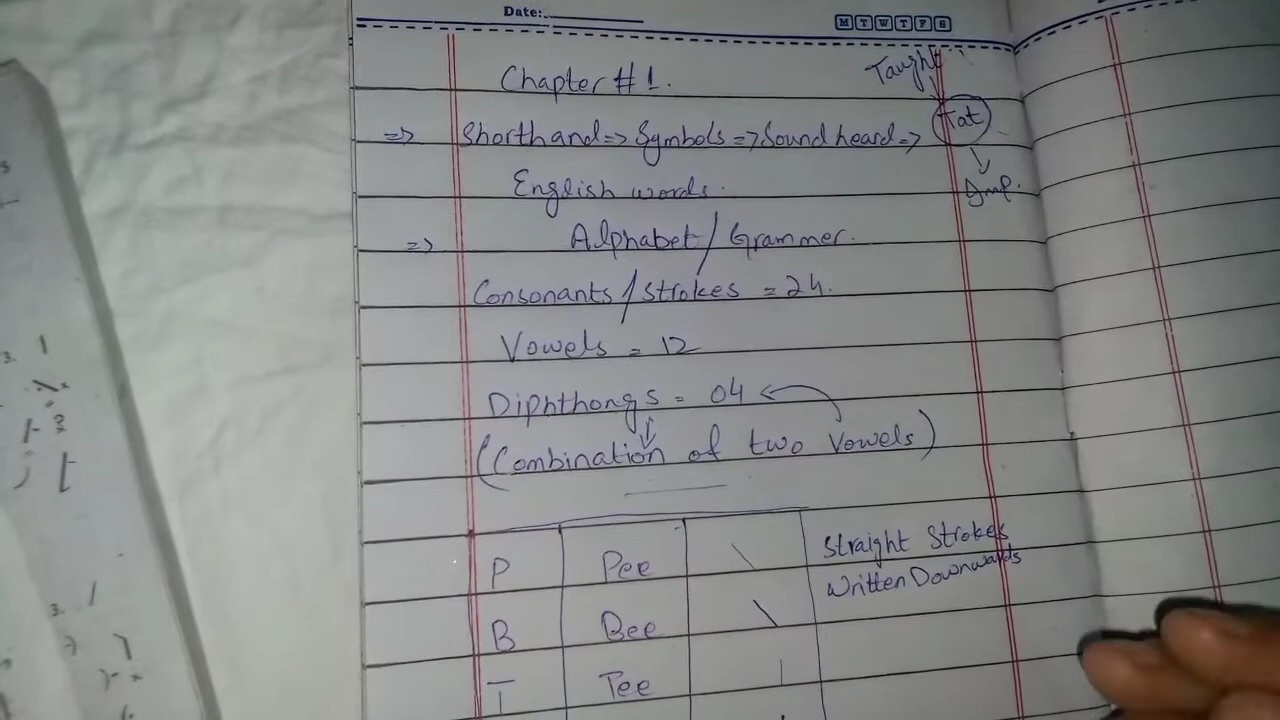 Date:
M T W T F S
Chapter # 1.
Taught
=> Shorthand => Symbols => Sound heard => Tat
English words.
Imp.
=> Alphabet / Grammer.
Consonants / Strokes = 24.
Vowels = 12
Diphthongs = 04
(Combination of two Vowels)
P Pee \ Straight Strokes
Written Downwards
B Bee \
T Tee |